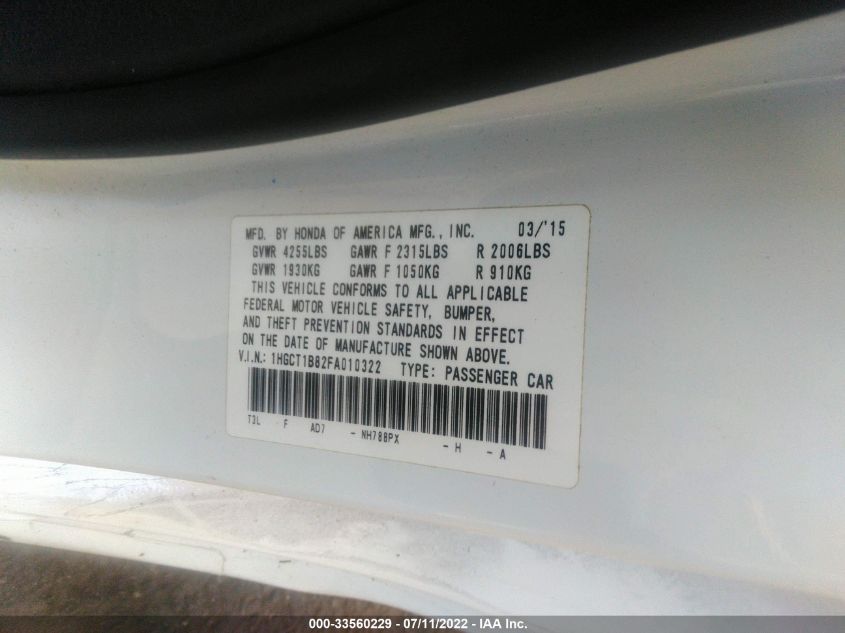 MFD. BY HONDA OF AMERICA MFG., INC. 03/'15
GVWR 4255LBS GAWR F 2315LBS R 2006LBS
GVWR 1930KG GAWR F 1050KG R 910KG
THIS VEHICLE CONFORMS TO ALL APPLICABLE
FEDERAL MOTOR VEHICLE SAFETY, BUMPER,
AND THEFT PREVENTION STANDARDS IN EFFECT
ON THE DATE OF MANUFACTURE SHOWN ABOVE.
V.I.N.: 1HGCT1B82FA010322 TYPE: PASSENGER CAR
T3L F AD7 - NH788PX - H - A
000-33560229 - 07/11/2022 - IAA Inc.